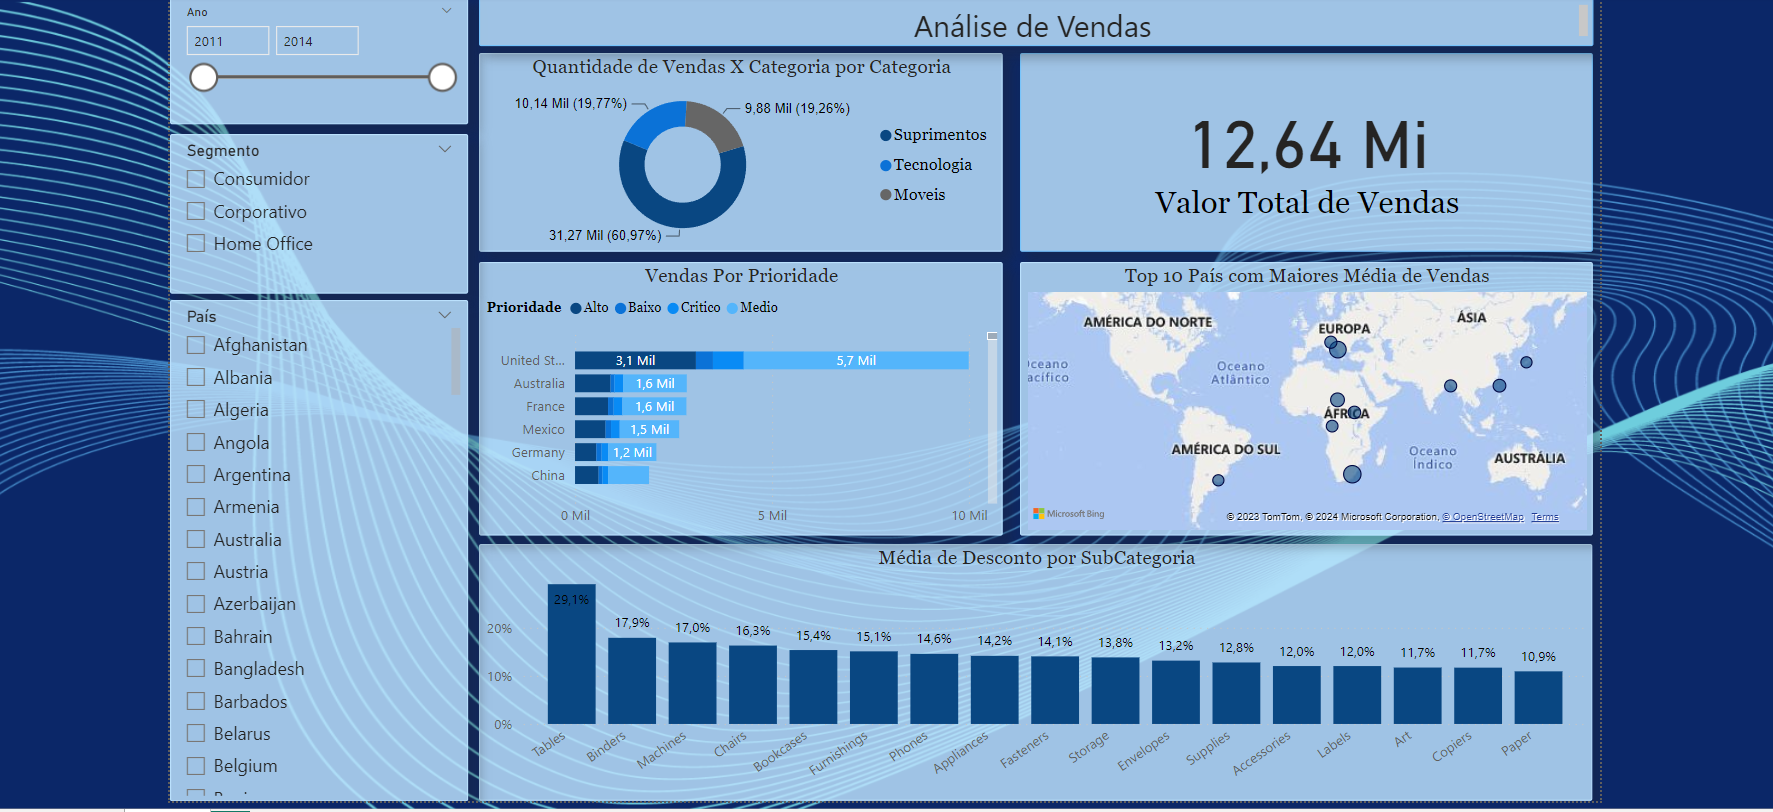 Ano
2011
2014
Segmento
Consumidor
Corporativo
Home Office
País
Afghanistan
Albania
Algeria
Angola
Argentina
Armenia
Australia
Austria
Azerbaijan
Bahrain
Bangladesh
Barbados
Belarus
Belgium
Análise de Vendas
Quantidade de Vendas X Categoria por Categoria
10,14 Mil (19,77%)
9,88 Mil (19,26%)
31,27 Mil (60,97%)
Suprimentos
Tecnologia
Moveis
12,64 Mi
Valor Total de Vendas
Vendas Por Prioridade
Prioridade Alto Baixo Critico Medio
United St... 3,1 Mil 5,7 Mil
Australia 1,6 Mil
France 1,6 Mil
Mexico 1,5 Mil
Germany 1,2 Mil
China
0 Mil 5 Mil 10 Mil
Top 10 País com Maiores Média de Vendas
AMÉRICA DO NORTE
EUROPA
ÁSIA
Oceano
Atlântico
ÁFRICA
AMÉRICA DO SUL
Oceano
Índico
AUSTRÁLIA
Microsoft Bing
© 2023 TomTom, © 2024 Microsoft Corporation, © OpenStreetMap Terms
Média de Desconto por SubCategoria
20%
10%
0%
29,1% 17,9% 17,0% 16,3% 15,4% 15,1% 14,6% 14,2% 14,1% 13,8% 13,2% 12,8% 12,0% 12,0% 11,7% 11,7% 10,9%
Tables Binders Machines Chairs Bookcases Furnishings Phones Appliances Fasteners Storage Envelopes Supplies Accessories Labels Art Copiers Paper